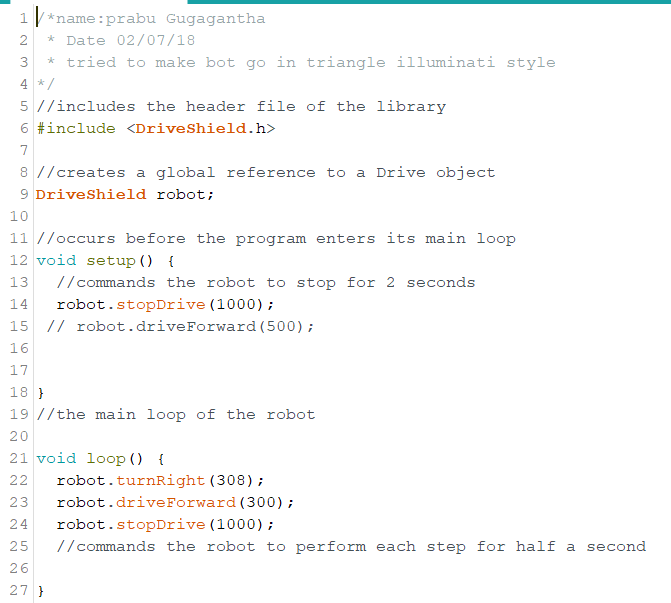 1 /*name:prabu Gugagantha
2  * Date 02/07/18
3  * tried to make bot go in triangle illuminati style
4 */
5 //includes the header file of the library
6 #include <DriveShield.h>
7
8 //creates a global reference to a Drive object
9 DriveShield robot;
10
11 //occurs before the program enters its main loop
12 void setup() {
13   //commands the robot to stop for 2 seconds
14   robot.stopDrive(1000);
15  // robot.driveForward(500);
16
17
18 }
19 //the main loop of the robot
20
21 void loop() {
22   robot.turnRight(308);
23   robot.driveForward(300);
24   robot.stopDrive(1000);
25   //commands the robot to perform each step for half a second
26
27 }